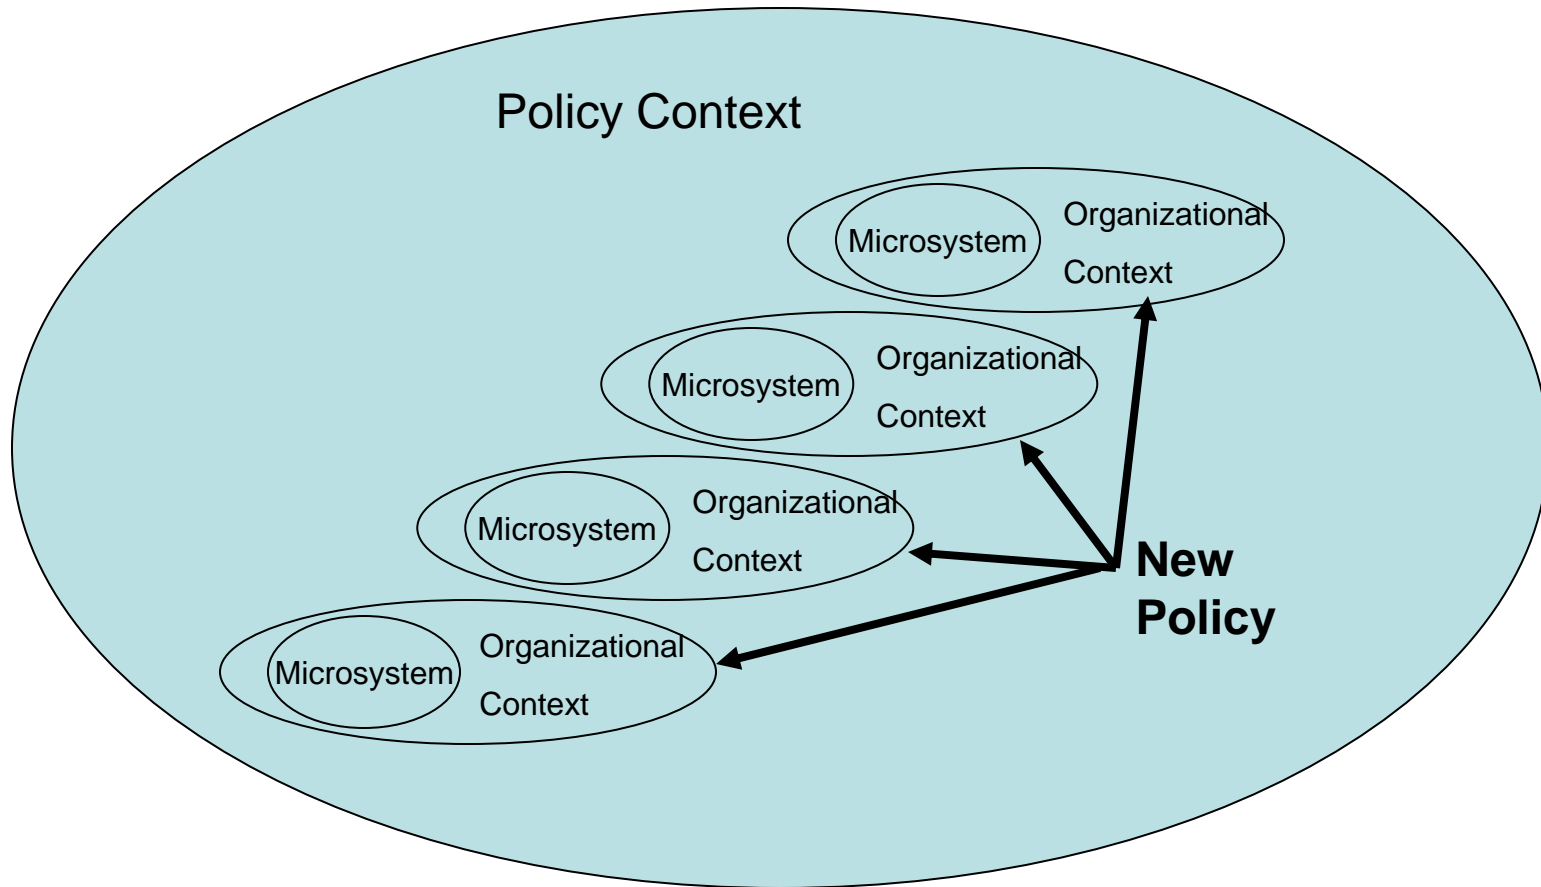 Policy Context
Organizational
Microsystem
Context
Organizational
Microsystem
Context
Organizational
Microsystem
Context
New
Policy
Organizational
Microsystem
Context